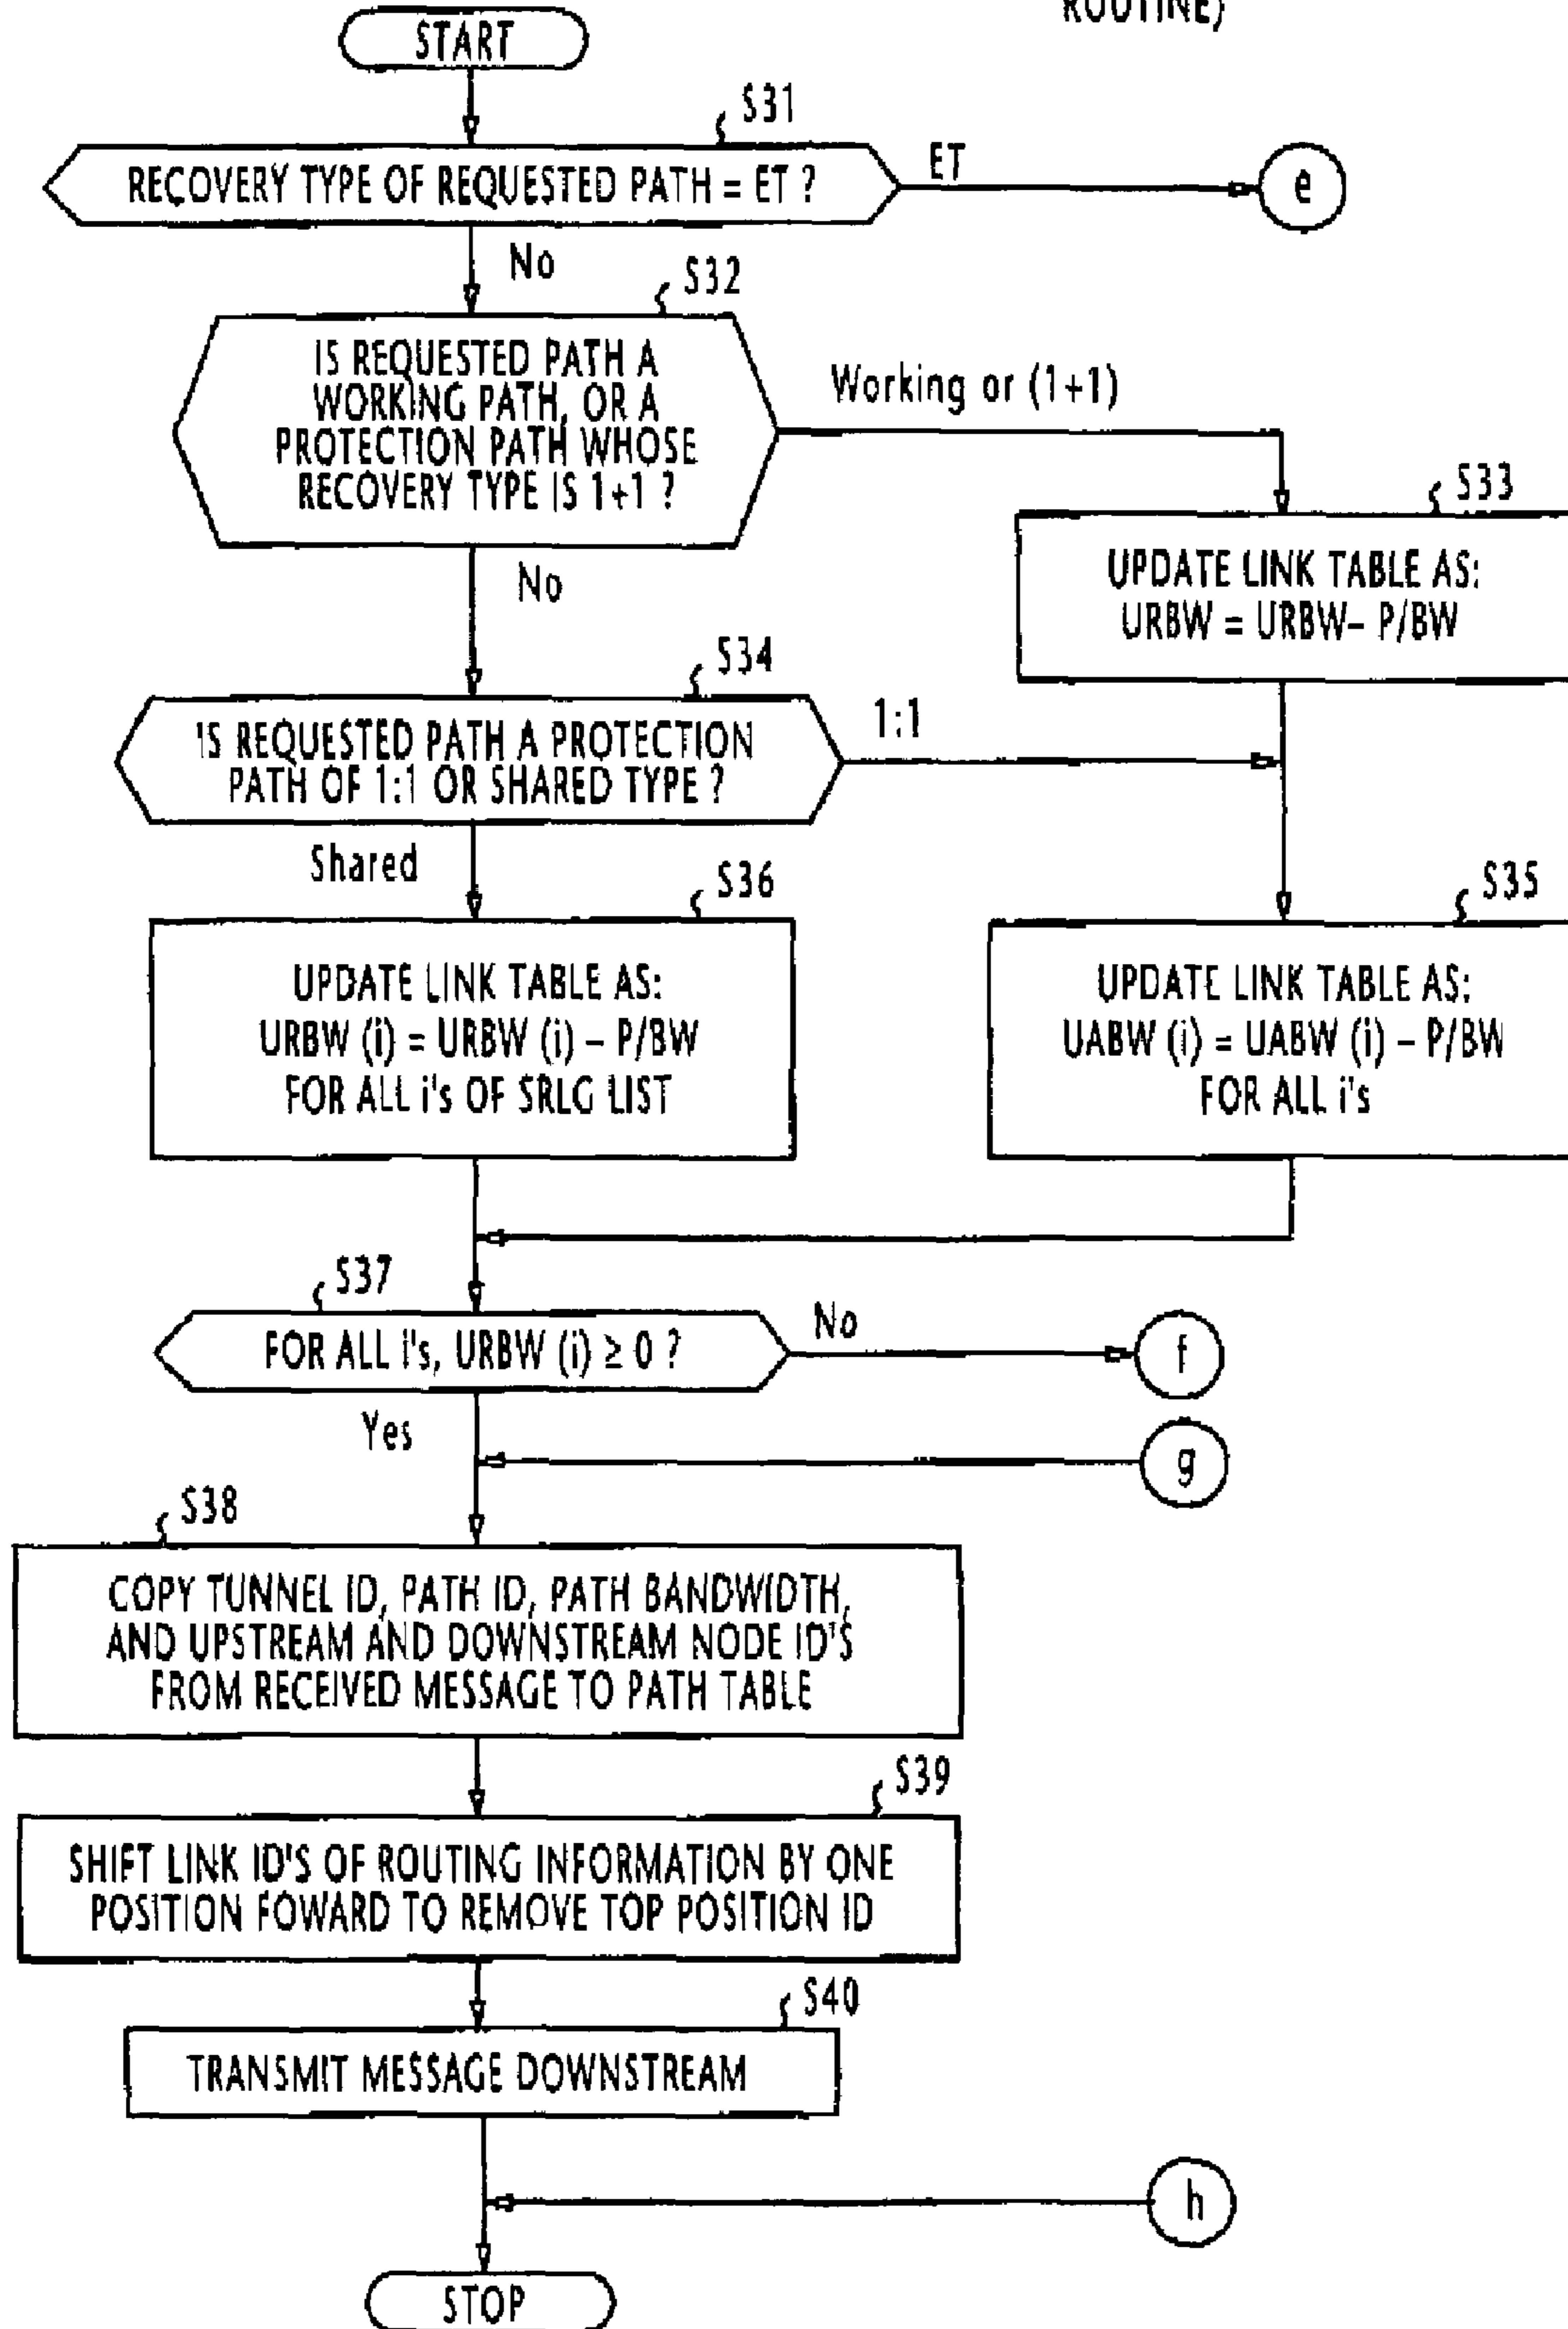 ROUTINE)
START
S31
RECOVERY TYPE OF REQUESTED PATH = ET ?
ET
e
No
S32
IS REQUESTED PATH A
WORKING PATH, OR A
PROTECTION PATH WHOSE
RECOVERY TYPE IS 1+1 ?
Working or (1+1)
S33
UPDATE LINK TABLE AS:
URBW = URBW– P/BW
No
S34
IS REQUESTED PATH A PROTECTION
PATH OF 1:1 OR SHARED TYPE ?
1:1
Shared
S36
UPDATE LINK TABLE AS:
URBW (i) = URBW (i) – P/BW
FOR ALL i's OF SRLG LIST
S35
UPDATE LINK TABLE AS:
UABW (i) = UABW (i) – P/BW
FOR ALL i's
S37
FOR ALL i's, URBW (i) ≥ 0 ?
No
f
Yes
g
S38
COPY TUNNEL ID, PATH ID, PATH BANDWIDTH,
AND UPSTREAM AND DOWNSTREAM NODE ID'S
FROM RECEIVED MESSAGE TO PATH TABLE
S39
SHIFT LINK ID'S OF ROUTING INFORMATION BY ONE
POSITION FOWARD TO REMOVE TOP POSITION ID
S40
TRANSMIT MESSAGE DOWNSTREAM
h
STOP